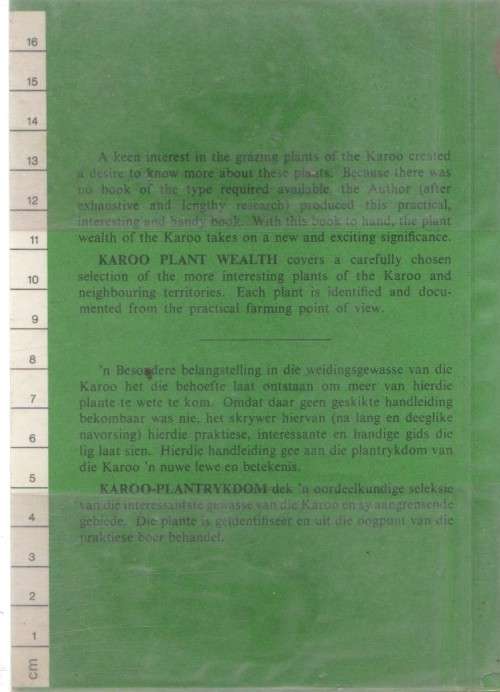 16
15
14
13
12
11
10
9
8
7
6
5
4
3
2
1
cm
A keen interest in the grazing plants of the Karoo created
a desire to know more about these plants. Because there was
no book of the type required available, the Author (after
exhaustive and lengthy research) produced this practical,
interesting and handy book. With this book to hand, the plant
wealth of the Karoo takes on a new and exciting significance.
KAROO PLANT WEALTH covers a carefully chosen
selection of the more interesting plants of the Karoo and
neighbouring territories. Each plant is identified and docu-
mented from the practical farming point of view.
'n Besondere belangstelling in die weidingsgewasse van die
Karoo het die behoefte laat ontstaan om meer van hierdie
plante te wete te kom. Omdat daar geen geskikte handleiding
bekombaar was nie, het skrywer hiervan (na lang en deeglike
navorsing) hierdie praktiese, interessante en handige gids die
lig laat sien. Hierdie handleiding gee aan die plantrykdom van
die Karoo 'n nuwe lewe en betekenis.
KAROO-PLANTRYKDOM dek 'n oordeelkundige seleksie
van die interessantste gewasse van die Karoo en sy aangrensende
gebiede. Die plante is geïdentifiseer en uit die oogpunt van die
praktiese boer behandel.